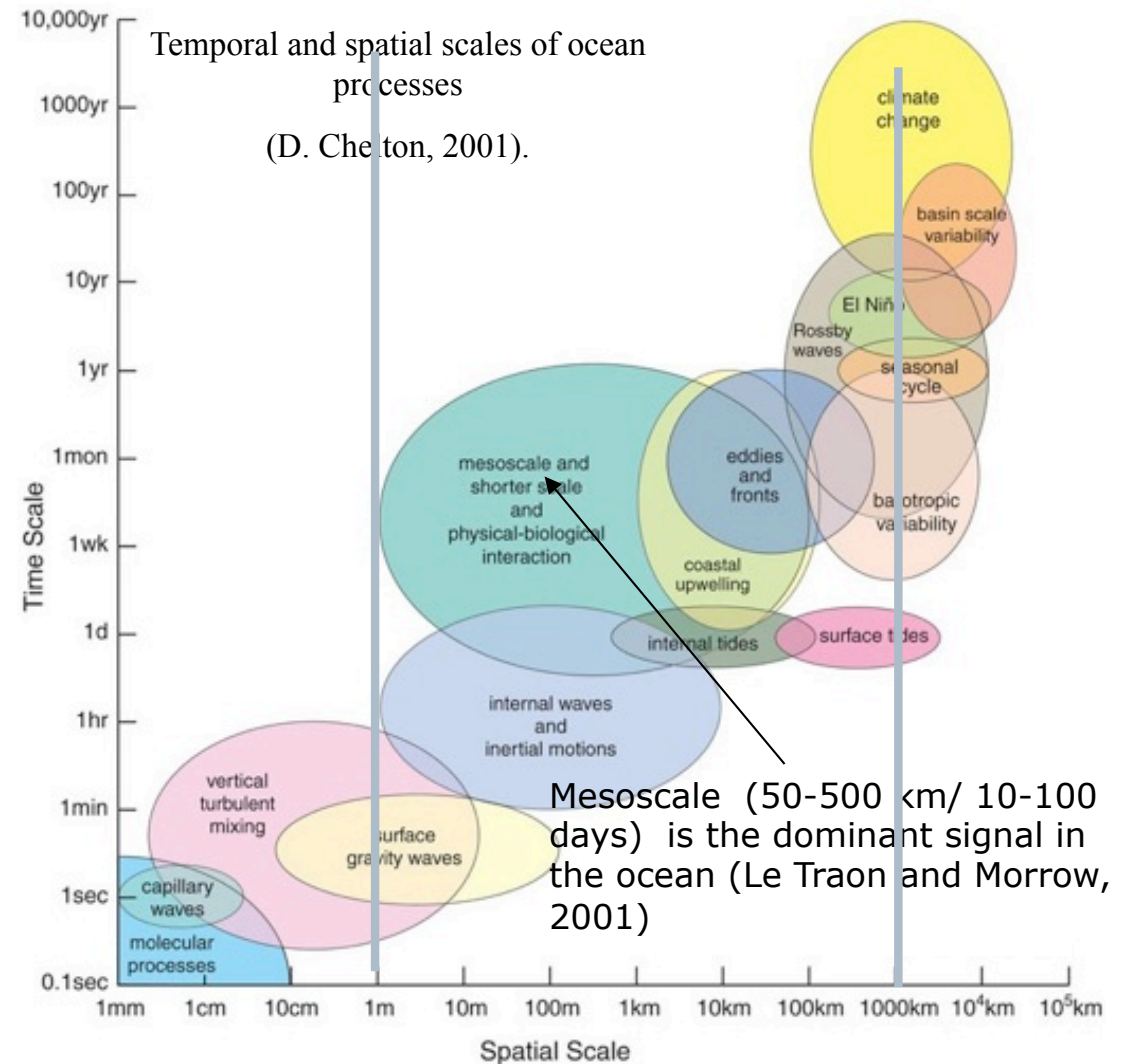 Temporal and spatial scales of ocean
processes
(D. Chelton, 2001).
10,000yr
1000yr
100yr
10yr
1yr
1mon
1wk
1d
1hr
1min
1sec
0.1sec
Time Scale
climate
change
basin scale
variability
El Niño
Rossby
waves
seasonal
cycle
mesoscale and
shorter scale
and
physical-biological
interaction
eddies
and
fronts
barotropic
variability
coastal
upwelling
internal tides
surface tides
internal waves
and
inertial motions
vertical
turbulent
mixing
surface
gravity waves
capillary
waves
molecular
processes
Mesoscale (50-500 km/ 10-100
days) is the dominant signal in
the ocean (Le Traon and Morrow,
2001)
1mm 1cm 10cm 1m 10m 100m 1km 10km 100km 1000km 10⁴km 10⁵km
Spatial Scale